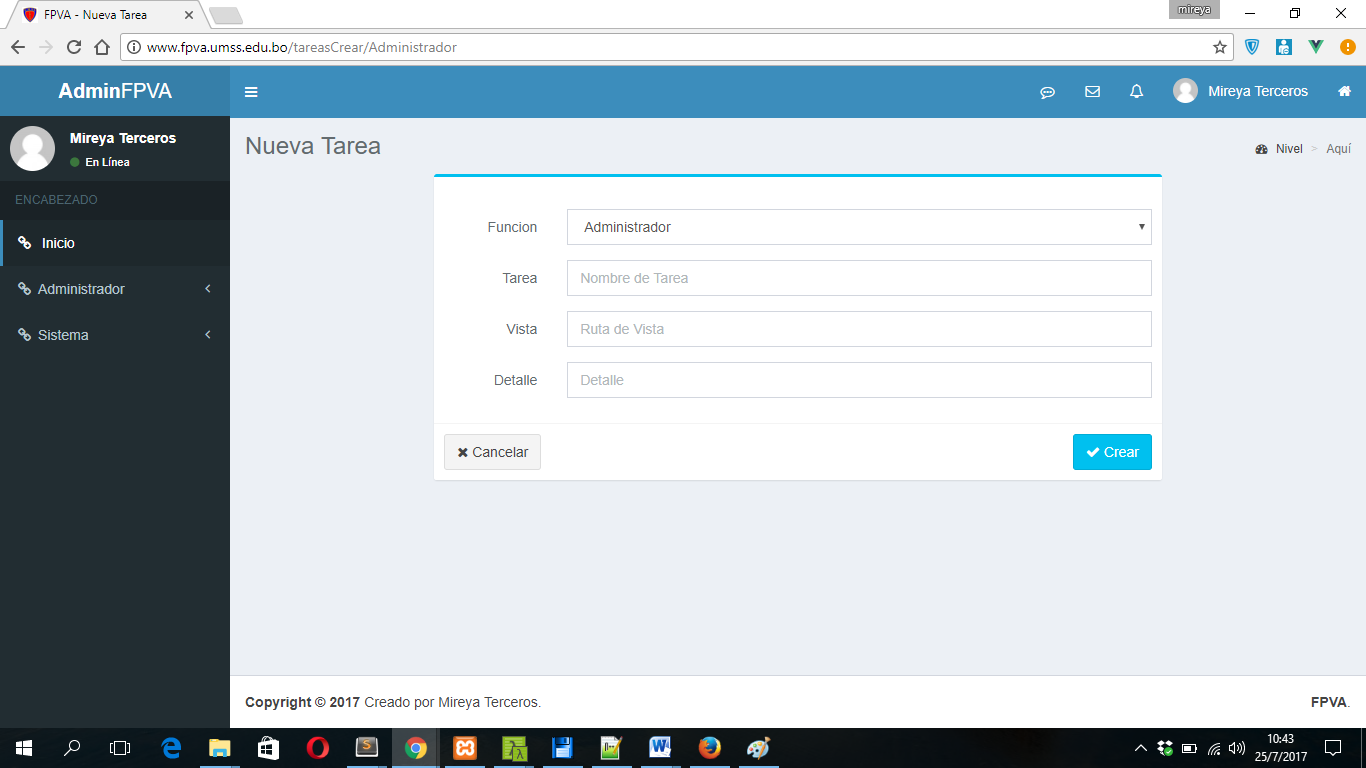 FPVA - Nueva Tarea
mireya
www.fpva.umss.edu.bo/tareasCrear/Administrador
AdminFPVA
Mireya Terceros
Mireya Terceros
En Línea
Nueva Tarea
Nivel > Aquí
ENCABEZADO
Inicio
Administrador
Sistema
Funcion Administrador
Tarea Nombre de Tarea
Vista Ruta de Vista
Detalle Detalle
Cancelar Crear
Copyright © 2017 Creado por Mireya Terceros. FPVA.
10:43
25/7/2017